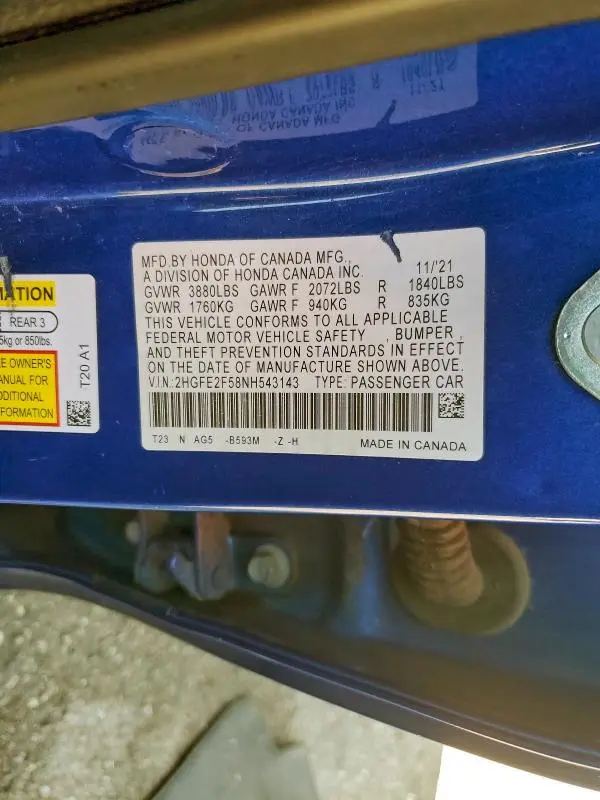 MFD.BY HONDA OF CANADA MFG., 11/'21
A DIVISION OF HONDA CANADA INC.
GVWR 3880LBS GAWR F 2072LBS R 1840LBS
GVWR 1760KG GAWR F 940KG R 835KG
THIS VEHICLE CONFORMS TO ALL APPLICABLE
FEDERAL MOTOR VEHICLE SAFETY , BUMPER ,
AND THEFT PREVENTION STANDARDS IN EFFECT
ON THE DATE OF MANUFACTURE SHOWN ABOVE.
V.I.N.:2HGFE2F58NH543143 TYPE: PASSENGER CAR
T23 N AG5 -B593M -Z -H MADE IN CANADA
MATION
REAR 3
5kg or 850lbs.
OWNER'S
MANUAL FOR
DDITIONAL
FORMATION
T20 A1